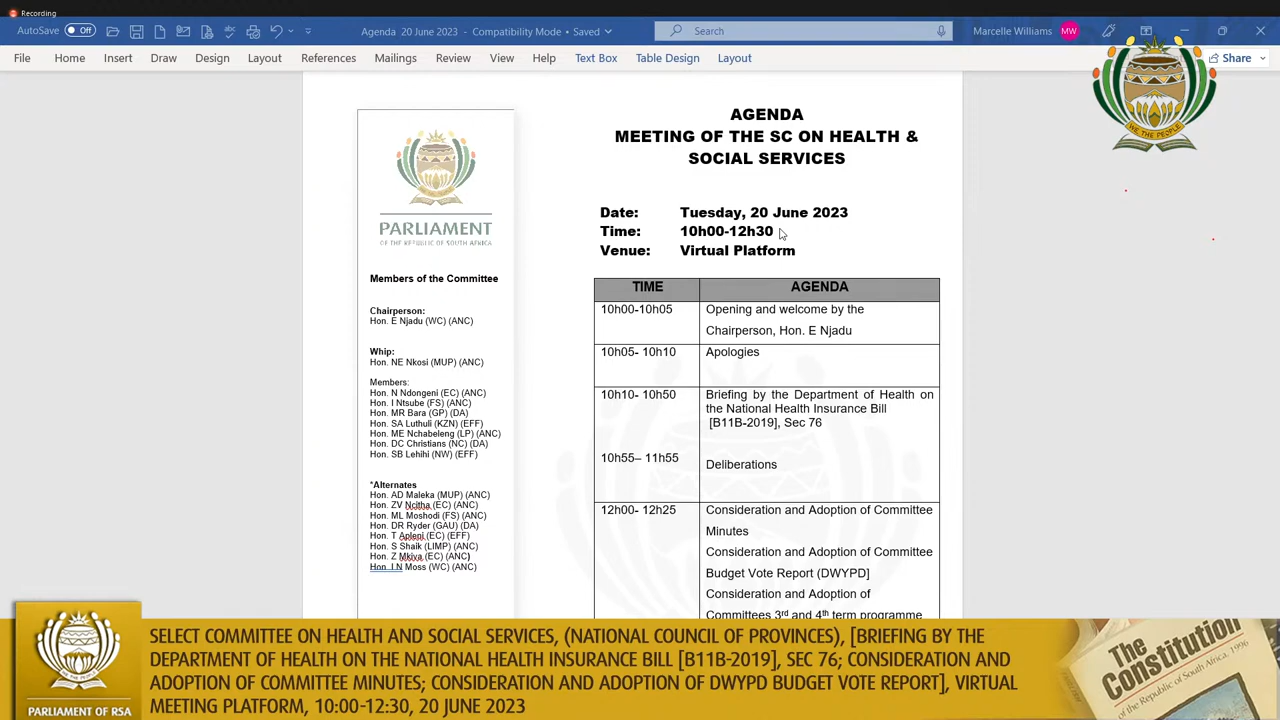 Recording
AutoSave Off
Agenda 20 June 2023 - Compatibility Mode • Saved
Search
Marcelle Williams MW
File Home Insert Draw Design Layout References Mailings Review View Help Text Box Table Design Layout
Share
WE THE PEOPLE
PARLIAMENT
OF THE REPUBLIC OF SOUTH AFRICA
Members of the Committee
Chairperson:
Hon. E Njadu (WC) (ANC)
Whip:
Hon. NE Nkosi (MUP) (ANC)
Members:
Hon. N Ndongeni (EC) (ANC)
Hon. I Ntsube (FS) (ANC)
Hon. MR Bara (GP) (DA)
Hon. SA Luthuli (KZN) (EFF)
Hon. ME Nchabeleng (LP) (ANC)
Hon. DC Christians (NC) (DA)
Hon. SB Lehihi (NW) (EFF)
*Alternates
Hon. AD Maleka (MUP) (ANC)
Hon. ZV Ncitha (EC) (ANC)
Hon. ML Moshodi (FS) (ANC)
Hon. DR Ryder (GAU) (DA)
Hon. T Apleni (EC) (EFF)
Hon. S Shaik (LIMP) (ANC)
Hon. Z Mkiva (EC) (ANC)
Hon. I N Moss (WC) (ANC)
AGENDA
MEETING OF THE SC ON HEALTH &
SOCIAL SERVICES
Date: Tuesday, 20 June 2023
Time: 10h00-12h30
Venue: Virtual Platform
TIME AGENDA
10h00-10h05 Opening and welcome by the
Chairperson, Hon. E Njadu
10h05- 10h10 Apologies
10h10- 10h50 Briefing by the Department of Health on
the National Health Insurance Bill
[B11B-2019], Sec 76
10h55– 11h55 Deliberations
12h00- 12h25 Consideration and Adoption of Committee
Minutes
Consideration and Adoption of Committee
Budget Vote Report (DWYPD]
Consideration and Adoption of
Committees 3rd and 4th term programme
PARLIAMENT OF RSA
SELECT COMMITTEE ON HEALTH AND SOCIAL SERVICES, (NATIONAL COUNCIL OF PROVINCES), [BRIEFING BY THE
DEPARTMENT OF HEALTH ON THE NATIONAL HEALTH INSURANCE BILL [B11B-2019], SEC 76; CONSIDERATION AND
ADOPTION OF COMMITTEE MINUTES; CONSIDERATION AND ADOPTION OF DWYPD BUDGET VOTE REPORT], VIRTUAL
MEETING PLATFORM, 10:00-12:30, 20 JUNE 2023
The
Constitution
of the Republic of South Africa, 1996